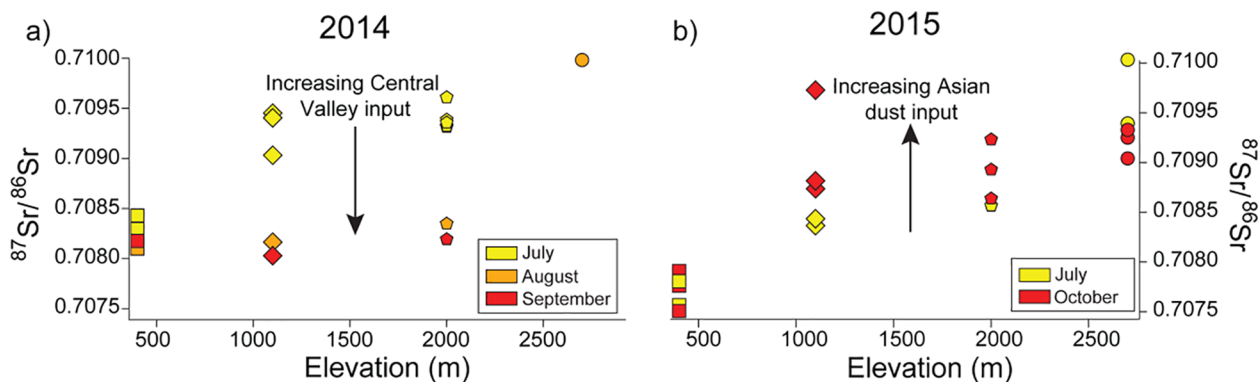 a)
2014
0.7100
0.7095
0.7090
0.7085
0.7080
0.7075
87Sr/86Sr
Increasing Central
Valley input
July
August
September
500
1000
1500
2000
2500
Elevation (m)
b)
2015
0.7100
0.7095
0.7090
0.7085
0.7080
0.7075
87Sr/86Sr
Increasing Asian
dust input
July
October
500
1000
1500
2000
2500
Elevation (m)